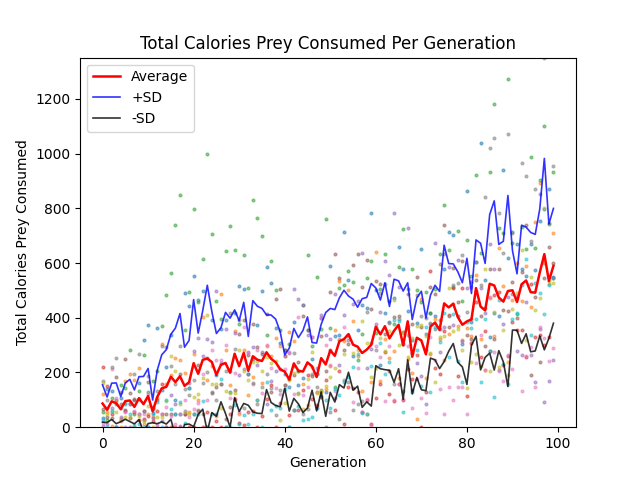 Total Calories Prey Consumed Per Generation
Average
+SD
-SD
Total Calories Prey Consumed
1200
1000
800
600
400
200
0
0 20 40 60 80 100
Generation